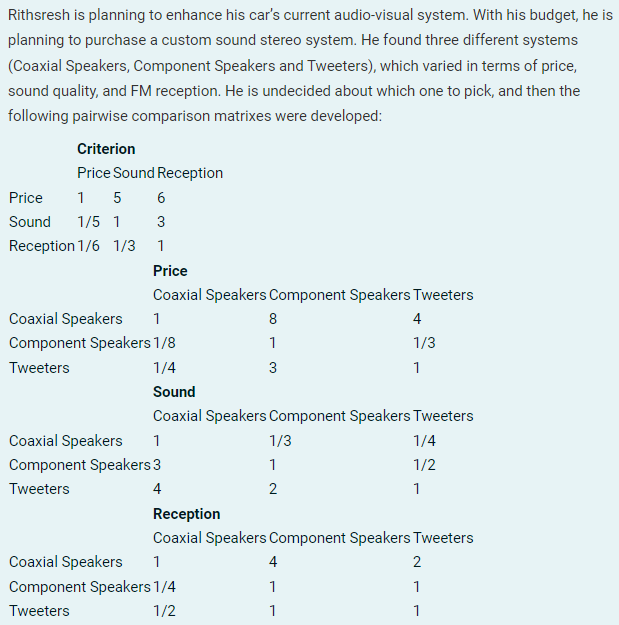 Rithsresh is planning to enhance his car's current audio-visual system. With his budget, he is
planning to purchase a custom sound stereo system. He found three different systems
(Coaxial Speakers, Component Speakers and Tweeters), which varied in terms of price,
sound quality, and FM reception. He is undecided about which one to pick, and then the
following pairwise comparison matrixes were developed:
Criterion
Price Sound Reception
Price 1 5 6
Sound 1/5 1 3
Reception 1/6 1/3 1
Price
Coaxial Speakers Component Speakers Tweeters
Coaxial Speakers 1 8 4
Component Speakers 1/8 1 1/3
Tweeters 1/4 3 1
Sound
Coaxial Speakers Component Speakers Tweeters
Coaxial Speakers 1 1/3 1/4
Component Speakers 3 1 1/2
Tweeters 4 2 1
Reception
Coaxial Speakers Component Speakers Tweeters
Coaxial Speakers 1 4 2
Component Speakers 1/4 1 1
Tweeters 1/2 1 1